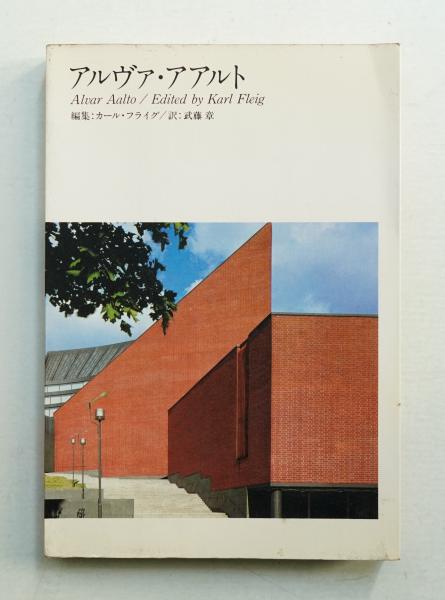 アルヴァ・アアルト
Alvar Aalto / Edited by Karl Fleig
編集：カール・フライグ／訳：武藤 章